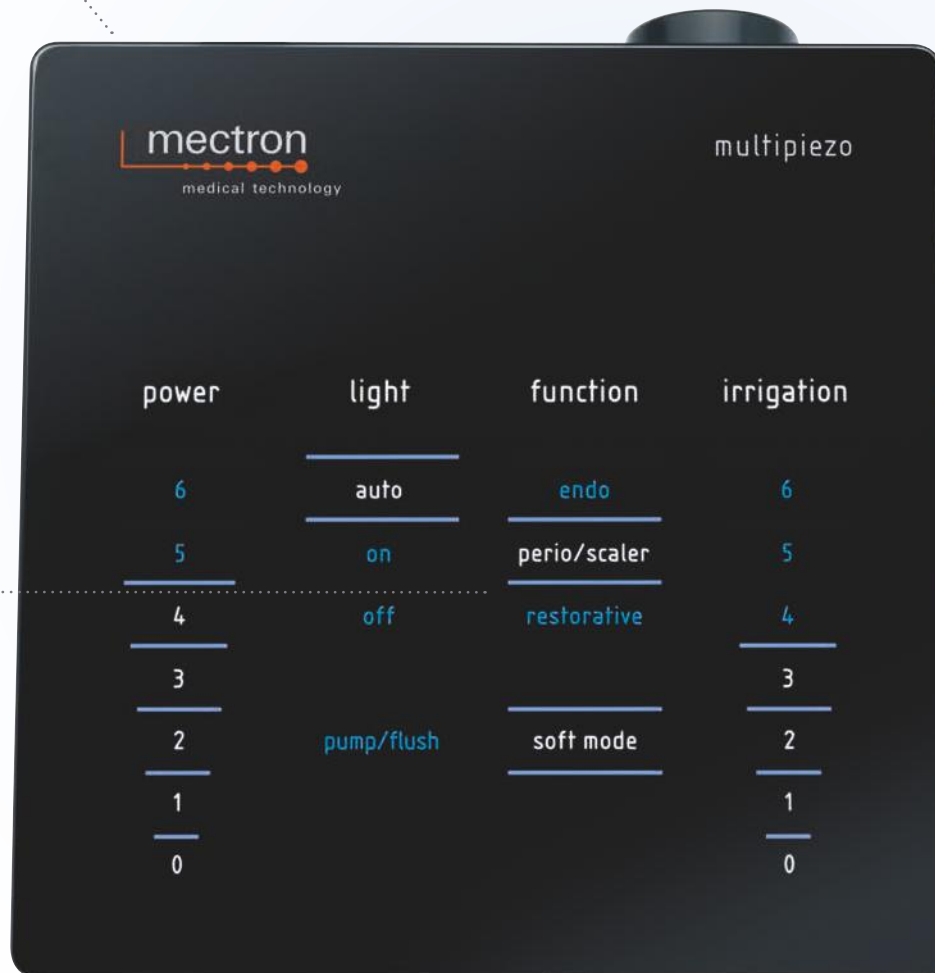 mectron
multipiezo
medical technology
power light function irrigation
6 auto endo 6
5 on perio/scaler 5
4 off restorative 4
3 3
2 pump/flush soft mode 2
1 1
0 0